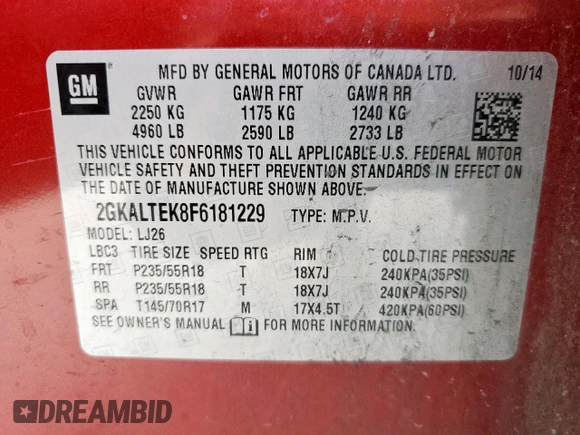 GM
MFD BY GENERAL MOTORS OF CANADA LTD. 10/14
GVWR GAWR FRT GAWR RR
2250 KG 1175 KG 1240 KG
4960 LB 2590 LB 2733 LB
THIS VEHICLE CONFORMS TO ALL APPLICABLE U.S. FEDERAL MOTOR
VEHICLE SAFETY AND THEFT PREVENTION STANDARDS IN EFFECT ON
THE DATE OF MANUFACTURE SHOWN ABOVE.
2GKALTEK8F6181229 TYPE: M.P.V.
MODEL: LJ26
LBC3 TIRE SIZE SPEED RTG RIM COLD TIRE PRESSURE
FRT P235/55R18 T 18X7J 240KPA(35PSI)
RR P235/55R18 T 18X7J 240KPA(35PSI)
SPA T145/70R17 M 17X4.5T 420KPA(60PSI)
SEE OWNER'S MANUAL FOR MORE INFORMATION.
DREAMBID